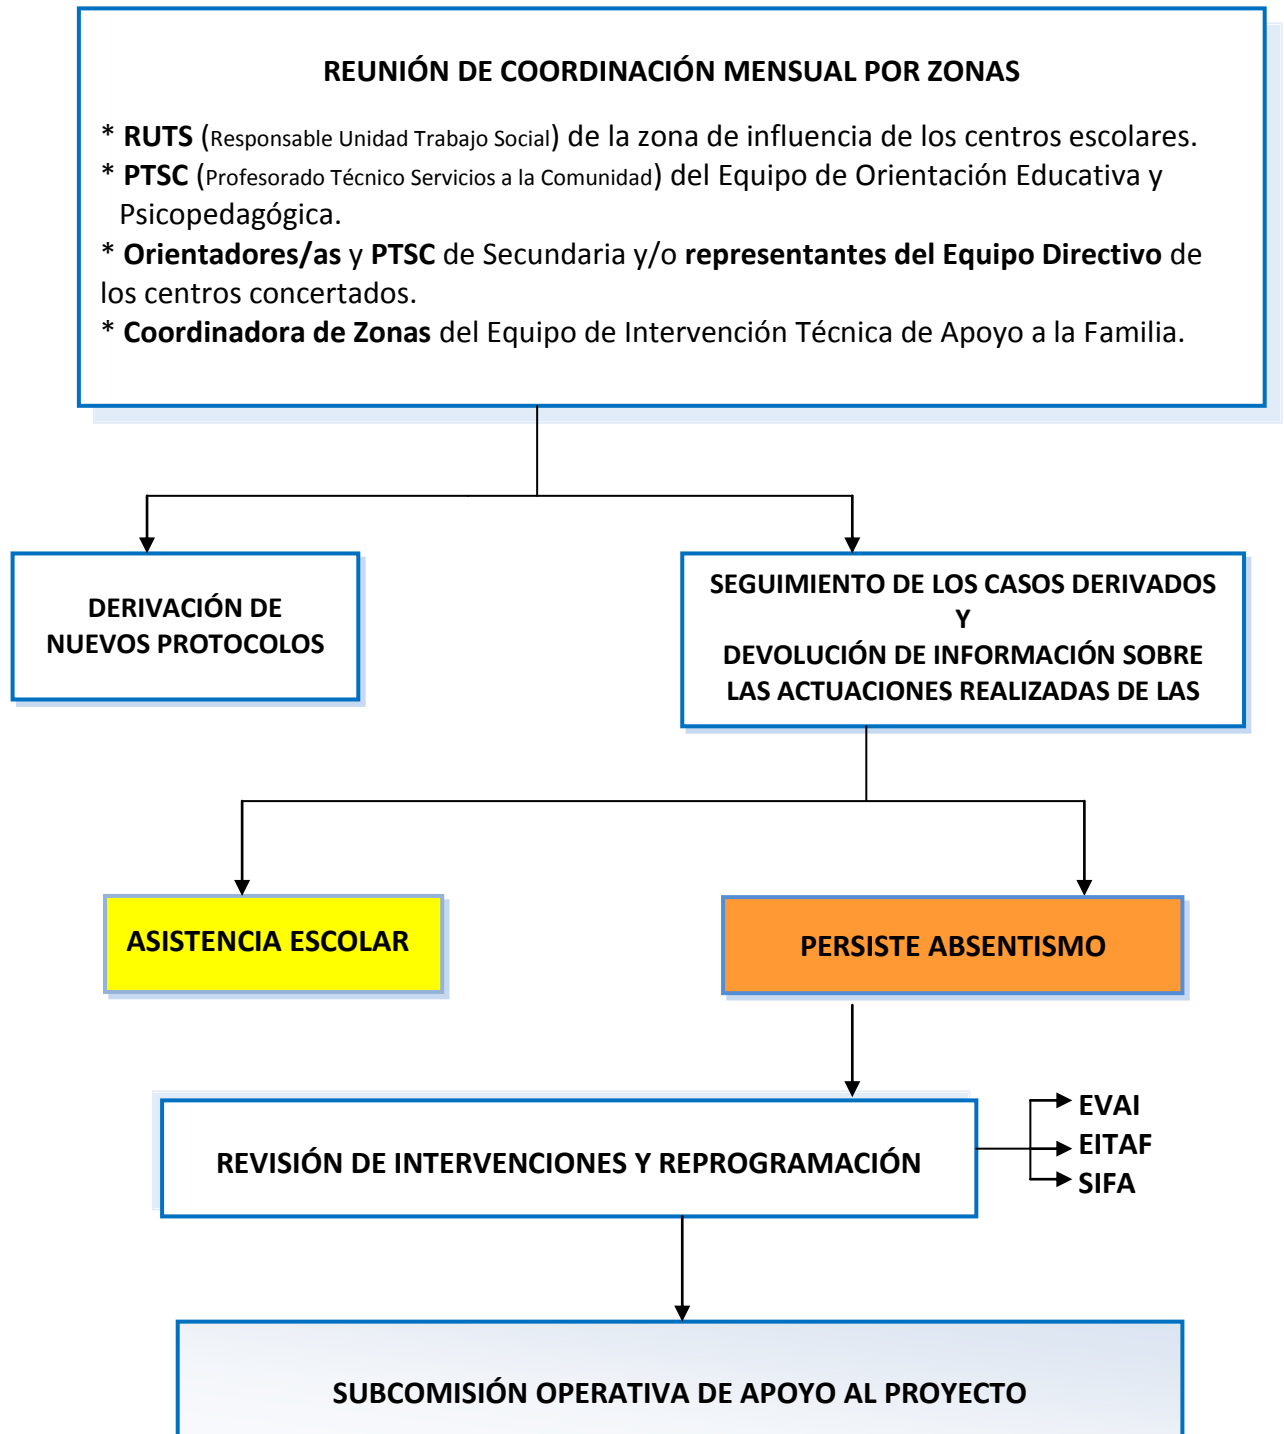 REUNIÓN DE COORDINACIÓN MENSUAL POR ZONAS
* RUTS (Responsable Unidad Trabajo Social) de la zona de influencia de los centros escolares.
* PTSC (Profesorado Técnico Servicios a la Comunidad) del Equipo de Orientación Educativa y
Psicopedagógica.
* Orientadores/as y PTSC de Secundaria y/o representantes del Equipo Directivo de
los centros concertados.
* Coordinadora de Zonas del Equipo de Intervención Técnica de Apoyo a la Familia.
DERIVACIÓN DE
NUEVOS PROTOCOLOS
SEGUIMIENTO DE LOS CASOS DERIVADOS
Y
DEVOLUCIÓN DE INFORMACIÓN SOBRE
LAS ACTUACIONES REALIZADAS DE LAS
ASISTENCIA ESCOLAR
PERSISTE ABSENTISMO
REVISIÓN DE INTERVENCIONES Y REPROGRAMACIÓN
EVAI
EITAF
SIFA
SUBCOMISIÓN OPERATIVA DE APOYO AL PROYECTO